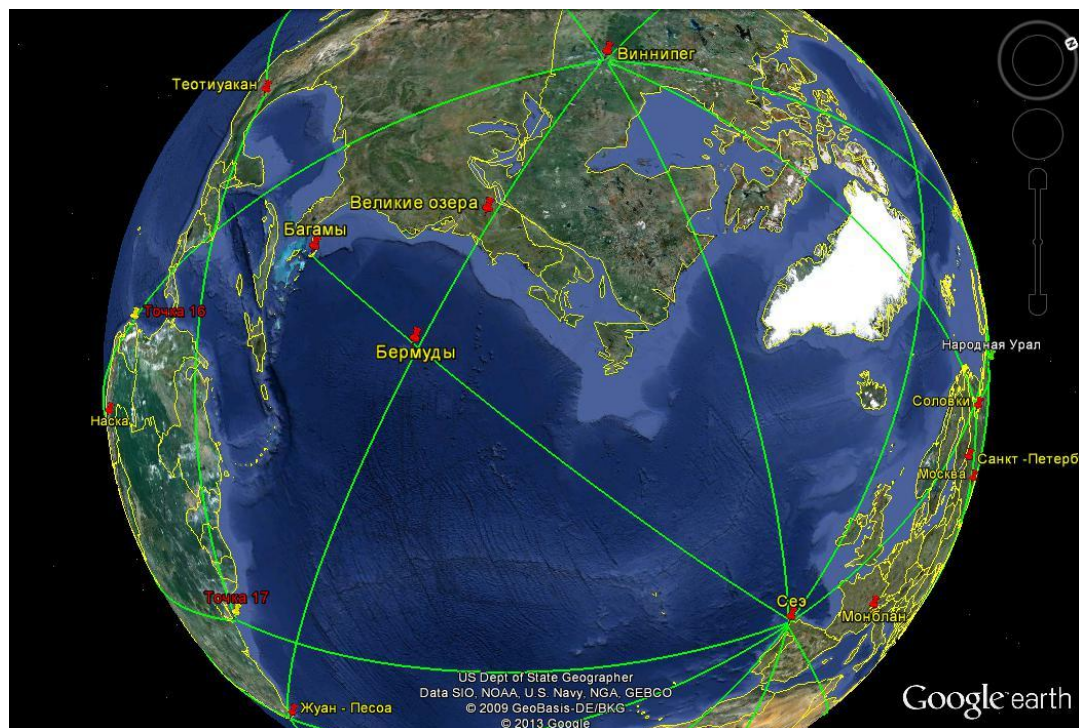 Виннипег
Теотиуакан
Великие озера
Багамы
Точка 16
Народная Урал
Бермуды
Соловки
Наска
Санкт -Петерб
Москва
Точка 17
Сеэ
Монблан
US Dept of State Geographer
Data SIO, NOAA, U.S. Navy, NGA, GEBCO
© 2009 GeoBasis-DE/BKG
© 2013 Google
Жуан - Песоа
Google earth
N